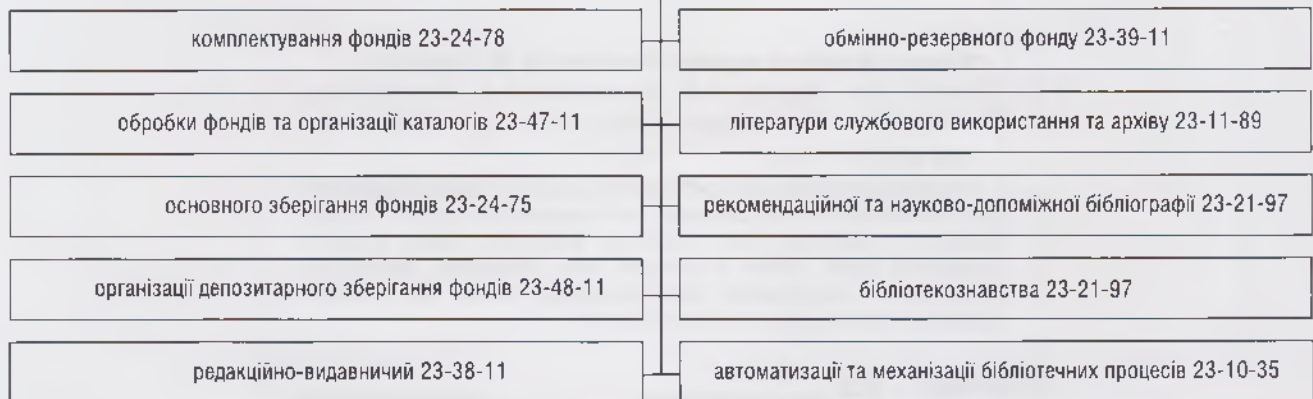 комплектування фондів 23-24-78
обмінно-резервного фонду 23-39-11
обробки фондів та організації каталогів 23-47-11
літератури службового використання та архіву 23-11-89
основного зберігання фондів 23-24-75
рекомендаційної та науково-допоміжної бібліографії 23-21-97
організації депозитарного зберігання фондів 23-48-11
бібліотекознавства 23-21-97
редакційно-видавничий 23-38-11
автоматизації та механізації бібліотечних процесів 23-10-35